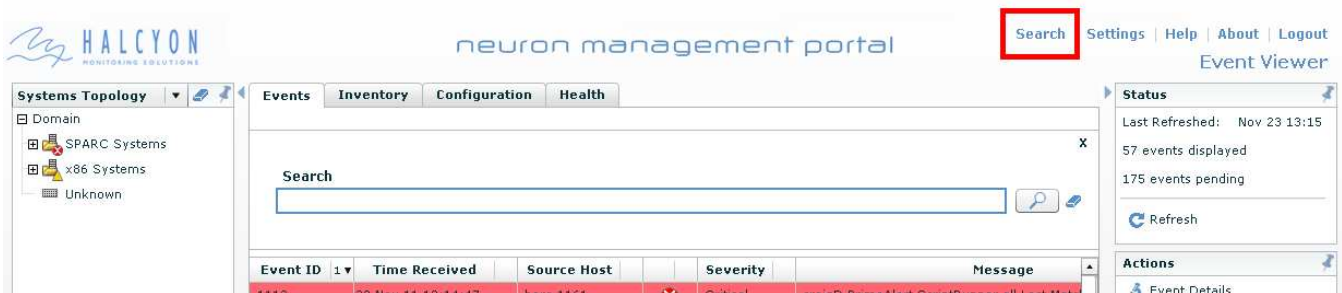 HALCYON
MONITORING SOLUTIONS
neuron management portal
Search Settings | Help | About | Logout
Event Viewer
Systems Topology
Domain
SPARC Systems
x86 Systems
Unknown
Events Inventory Configuration Health
x
Search
Event ID 1 Time Received Source Host Severity Message
Status
Last Refreshed: Nov 23 13:15
57 events displayed
175 events pending
Refresh
Actions
Event Details